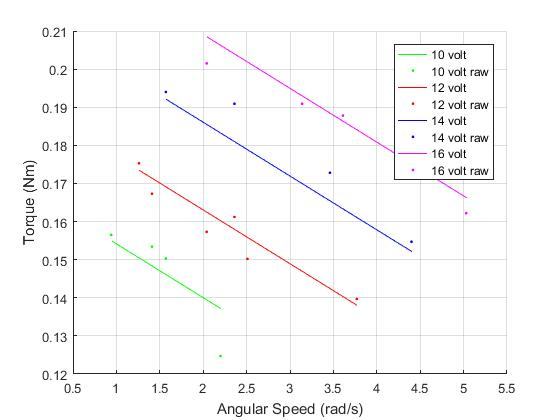 0.21
0.2
0.19
0.18
0.17
0.16
0.15
0.14
0.13
0.12
Torque (Nm)
10 volt
10 volt raw
12 volt
12 volt raw
14 volt
14 volt raw
16 volt
16 volt raw
0.5 1 1.5 2 2.5 3 3.5 4 4.5 5 5.5
Angular Speed (rad/s)